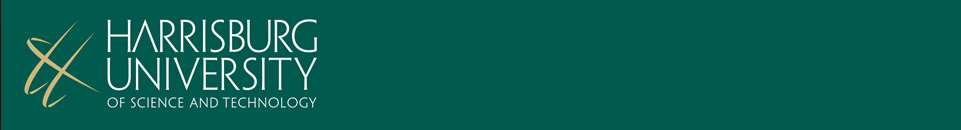 HARRISBURG
UNIVERSITY
OF SCIENCE AND TECHNOLOGY